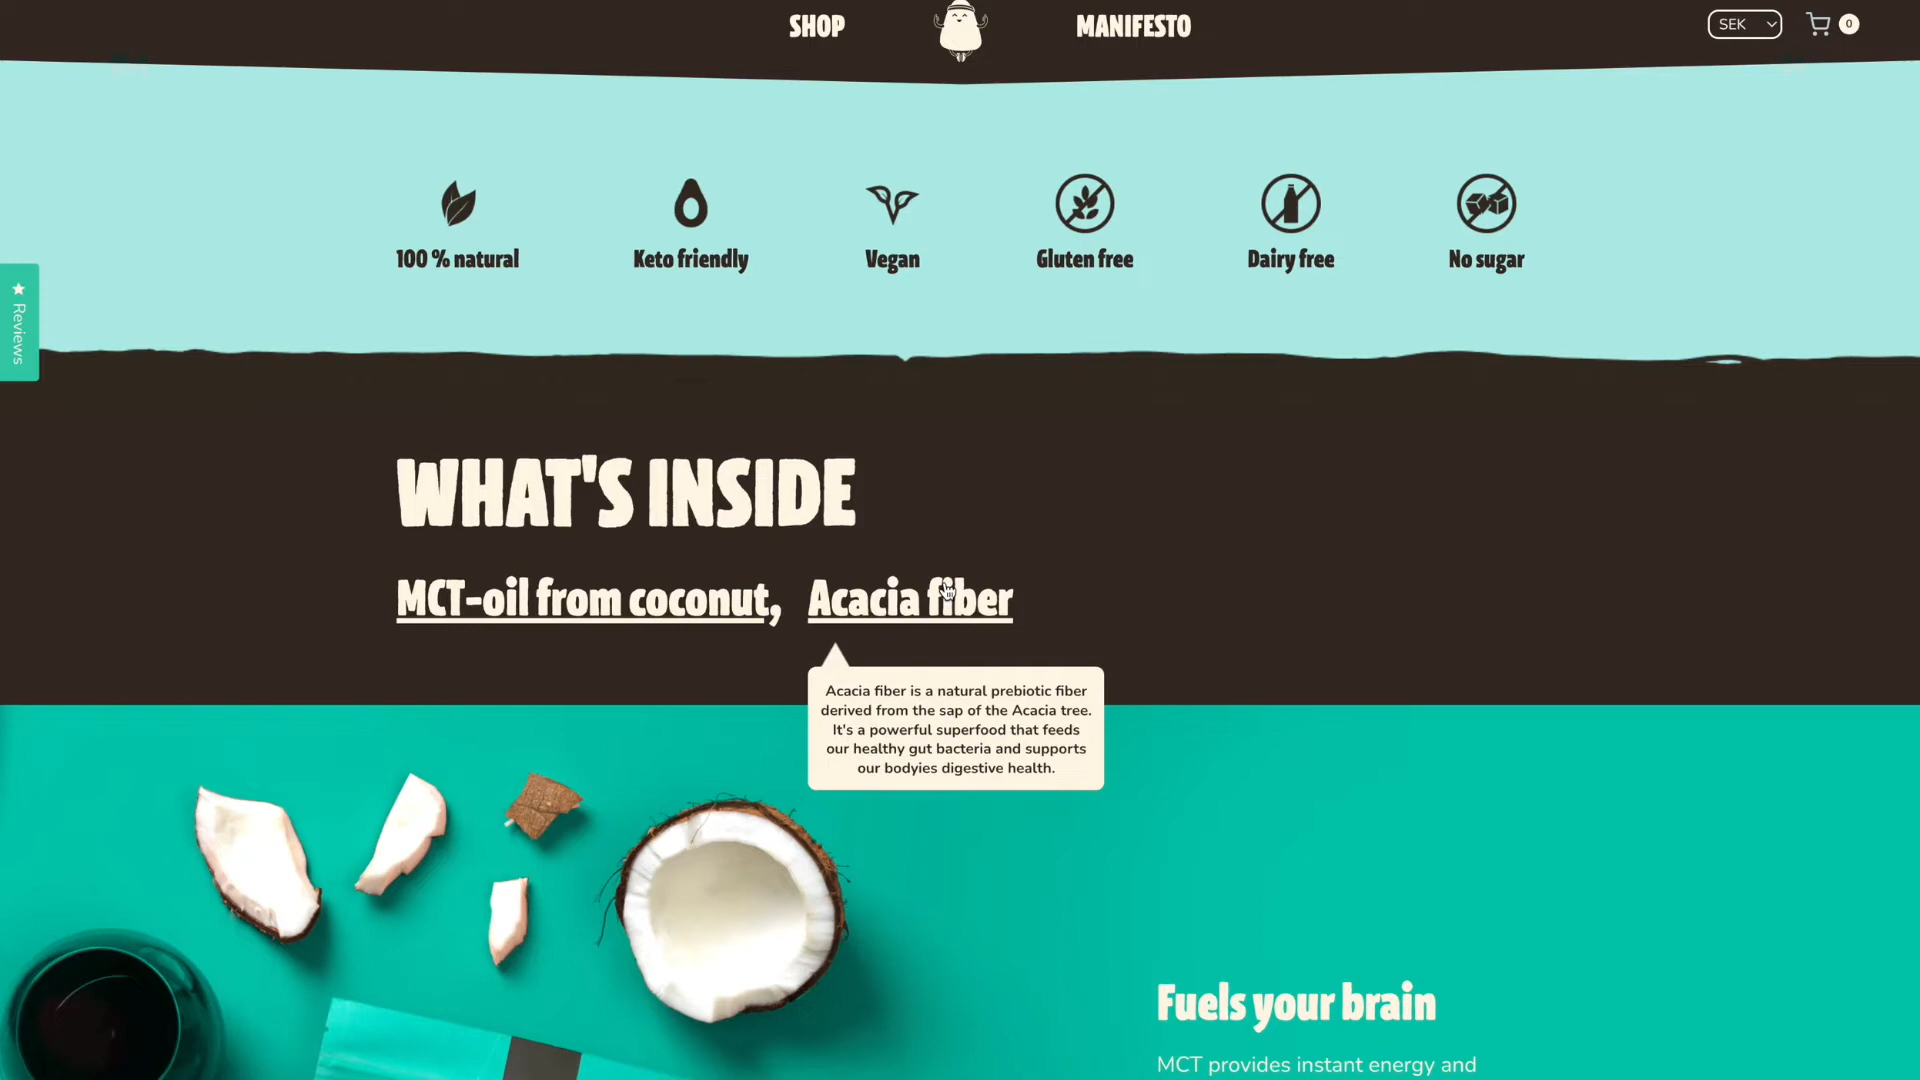 SHOP
MANIFESTO
SEK
0
100 % natural
Keto friendly
Vegan
Gluten free
Dairy free
No sugar
Reviews
WHAT'S INSIDE
MCT-oil from coconut, Acacia fiber
Acacia fiber is a natural prebiotic fiber
derived from the sap of the Acacia tree.
It's a powerful superfood that feeds
our healthy gut bacteria and supports
our bodyies digestive health.
Fuels your brain
MCT provides instant energy and